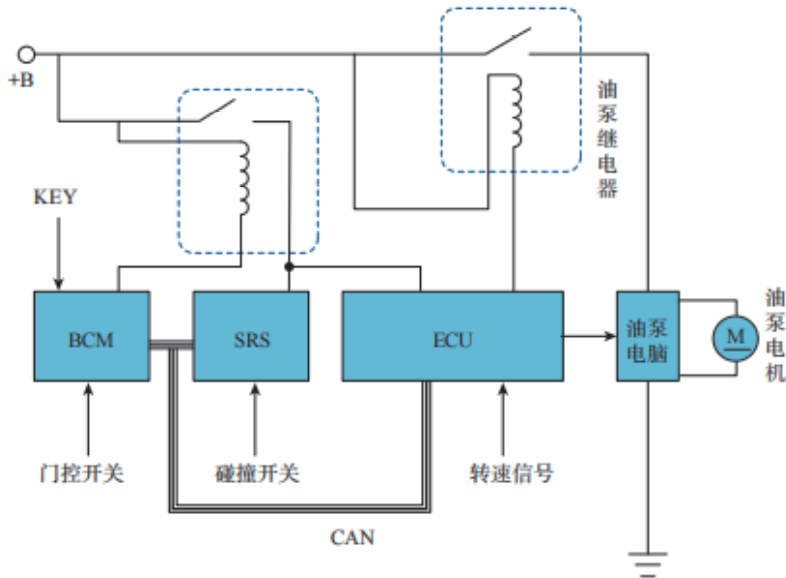 +B
油泵继电器
KEY
BCM
SRS
ECU
油泵
电脑
M
油泵电机
门控开关
碰撞开关
转速信号
CAN